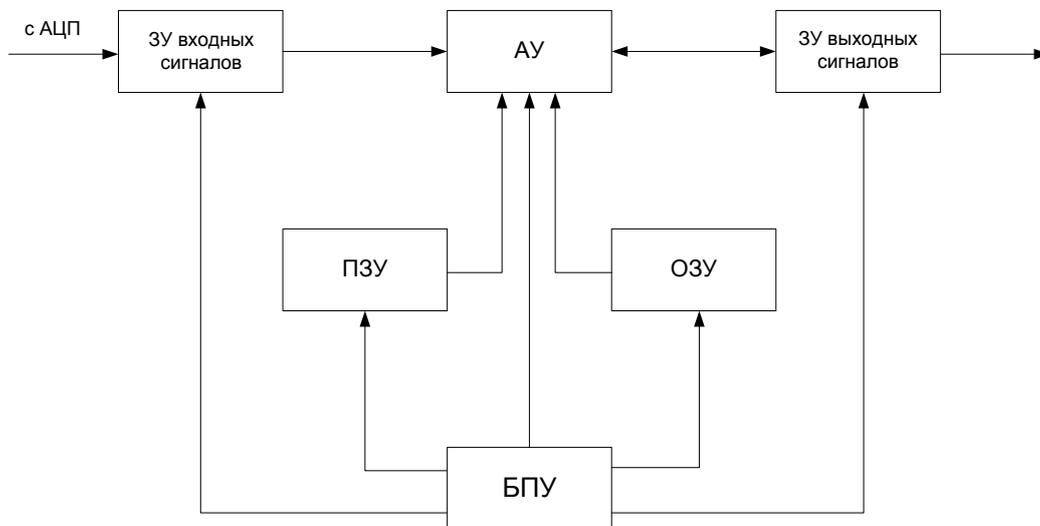 с АЦП
ЗУ входных
сигналов
АУ
ЗУ выходных
сигналов
ПЗУ
ОЗУ
БПУ